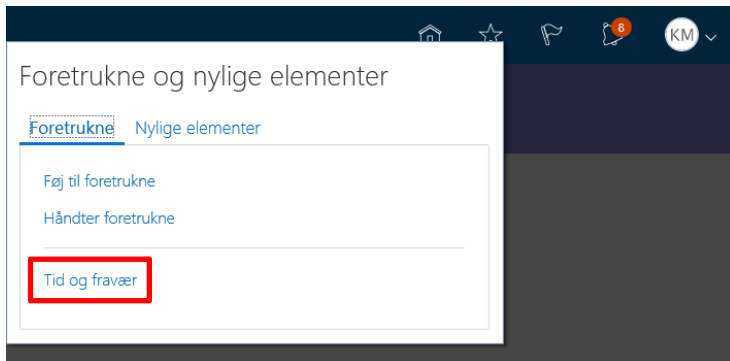 8
KM
Foretrukne og nylige elementer
Foretrukne Nylige elementer
Føj til foretrukne
Håndter foretrukne
Tid og fravær